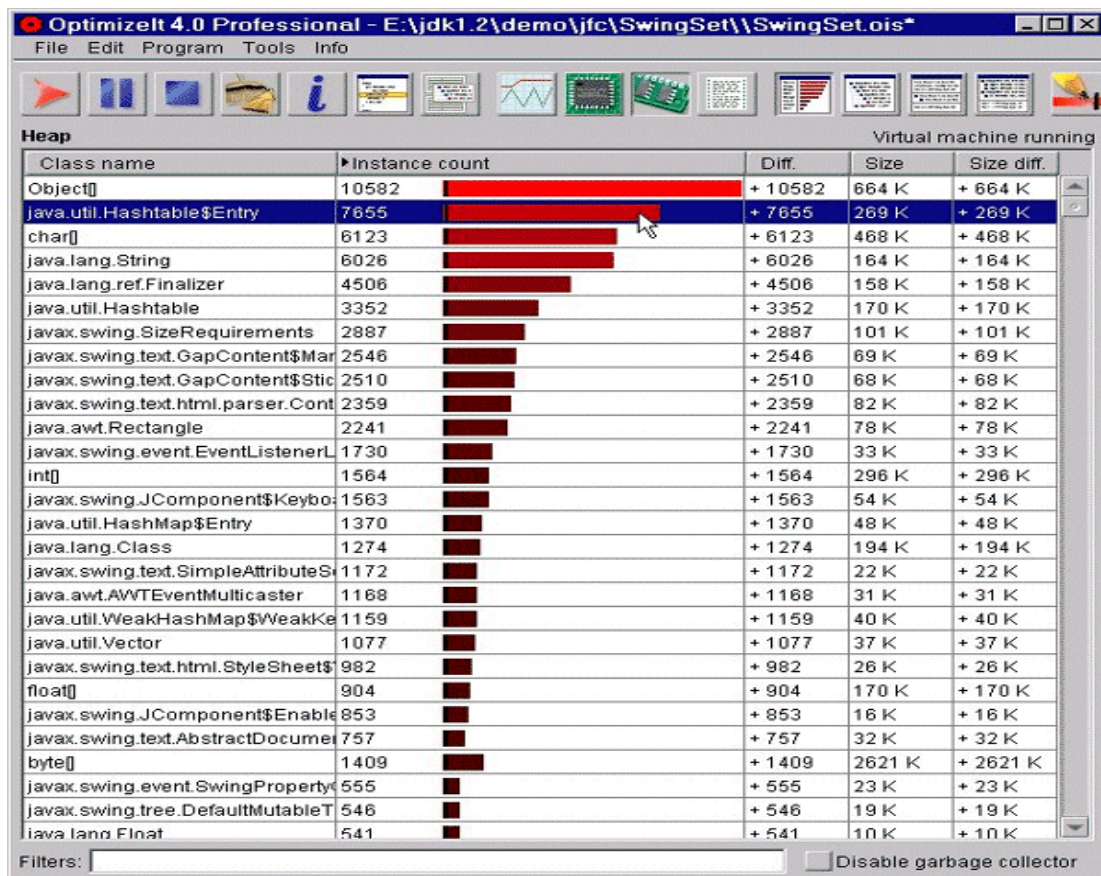 OptimizeIt 4.0 Professional - E:\jdk1.2\demo\jfc\SwingSet\\SwingSet.ois*
File Edit Program Tools Info
Heap Virtual machine running
Class name Instance count Diff. Size Size diff.
Object[] 10582 + 10582 664 K + 664 K
java.util.Hashtable$Entry 7655 + 7655 269 K + 269 K
char[] 6123 + 6123 468 K + 468 K
java.lang.String 6026 + 6026 164 K + 164 K
java.lang.ref.Finalizer 4506 + 4506 158 K + 158 K
java.util.Hashtable 3352 + 3352 170 K + 170 K
javax.swing.SizeRequirements 2887 + 2887 101 K + 101 K
javax.swing.text.GapContent$Mar 2546 + 2546 69 K + 69 K
javax.swing.text.GapContent$Stic 2510 + 2510 68 K + 68 K
javax.swing.text.html.parser.Cont 2359 + 2359 82 K + 82 K
java.awt.Rectangle 2241 + 2241 78 K + 78 K
javax.swing.event.EventListenerL 1730 + 1730 33 K + 33 K
int[] 1564 + 1564 296 K + 296 K
javax.swing.JComponent$Keybo 1563 + 1563 54 K + 54 K
java.util.HashMap$Entry 1370 + 1370 48 K + 48 K
java.lang.Class 1274 + 1274 194 K + 194 K
javax.swing.text.SimpleAttributeS 1172 + 1172 22 K + 22 K
java.awt.AWTEventMulticaster 1168 + 1168 31 K + 31 K
java.util.WeakHashMap$WeakKe 1159 + 1159 40 K + 40 K
java.util.Vector 1077 + 1077 37 K + 37 K
javax.swing.text.html.StyleSheet$ 982 + 982 26 K + 26 K
float[] 904 + 904 170 K + 170 K
javax.swing.JComponent$Enable 853 + 853 16 K + 16 K
javax.swing.text.AbstractDocume 757 + 757 32 K + 32 K
byte[] 1409 + 1409 2621 K + 2621 K
javax.swing.event.SwingProperty 555 + 555 23 K + 23 K
javax.swing.tree.DefaultMutableT 546 + 546 19 K + 19 K
java.lang.Float 541 + 541 10 K + 10 K
Filters: Disable garbage collector